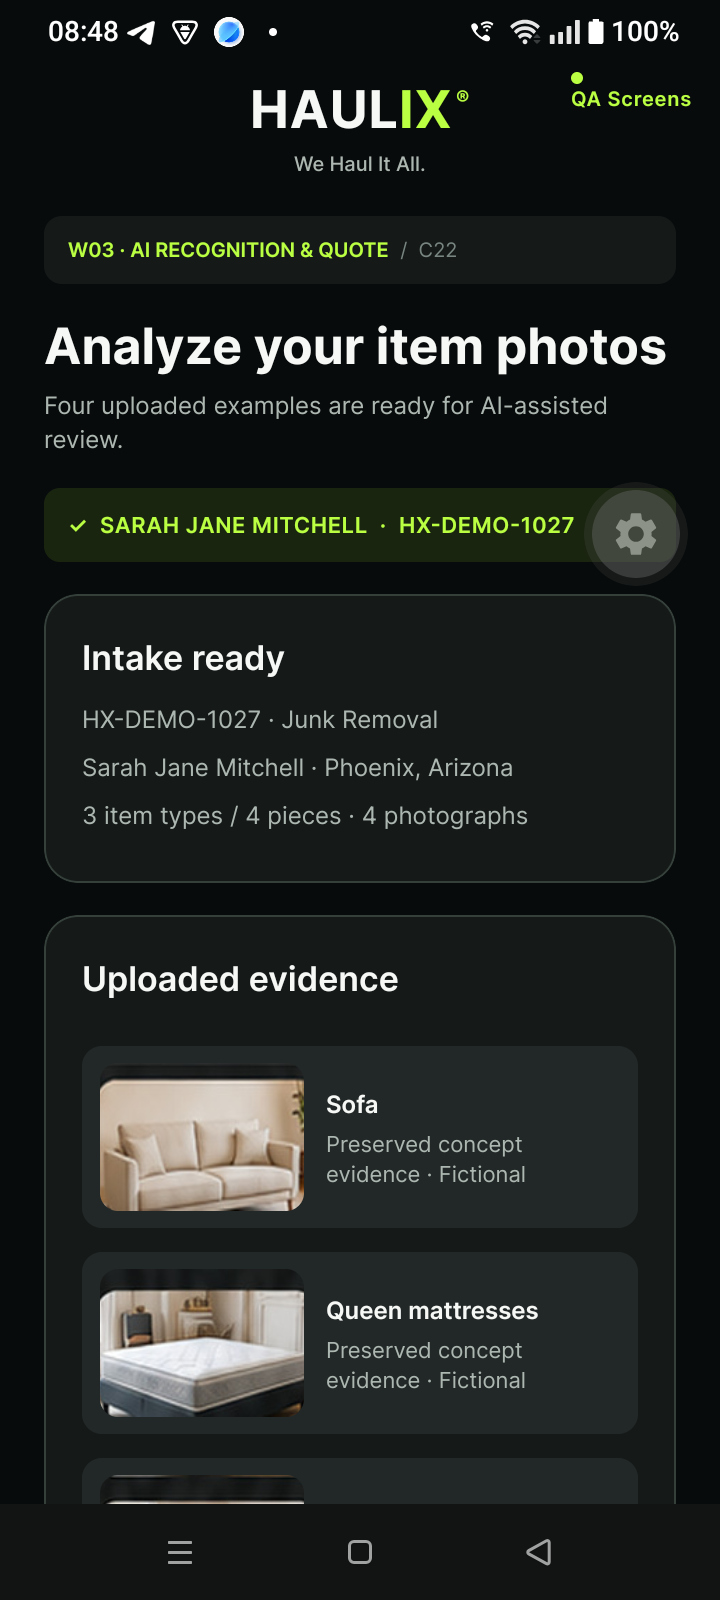 08:48
100%
HAULIX®
QA Screens
We Haul It All.
W03 · AI RECOGNITION & QUOTE / C22
Analyze your item photos
Four uploaded examples are ready for AI-assisted
review.
✓ SARAH JANE MITCHELL · HX-DEMO-1027
Intake ready
HX-DEMO-1027 · Junk Removal
Sarah Jane Mitchell · Phoenix, Arizona
3 item types / 4 pieces · 4 photographs
Uploaded evidence
Sofa
Preserved concept
evidence · Fictional
Queen mattresses
Preserved concept
evidence · Fictional